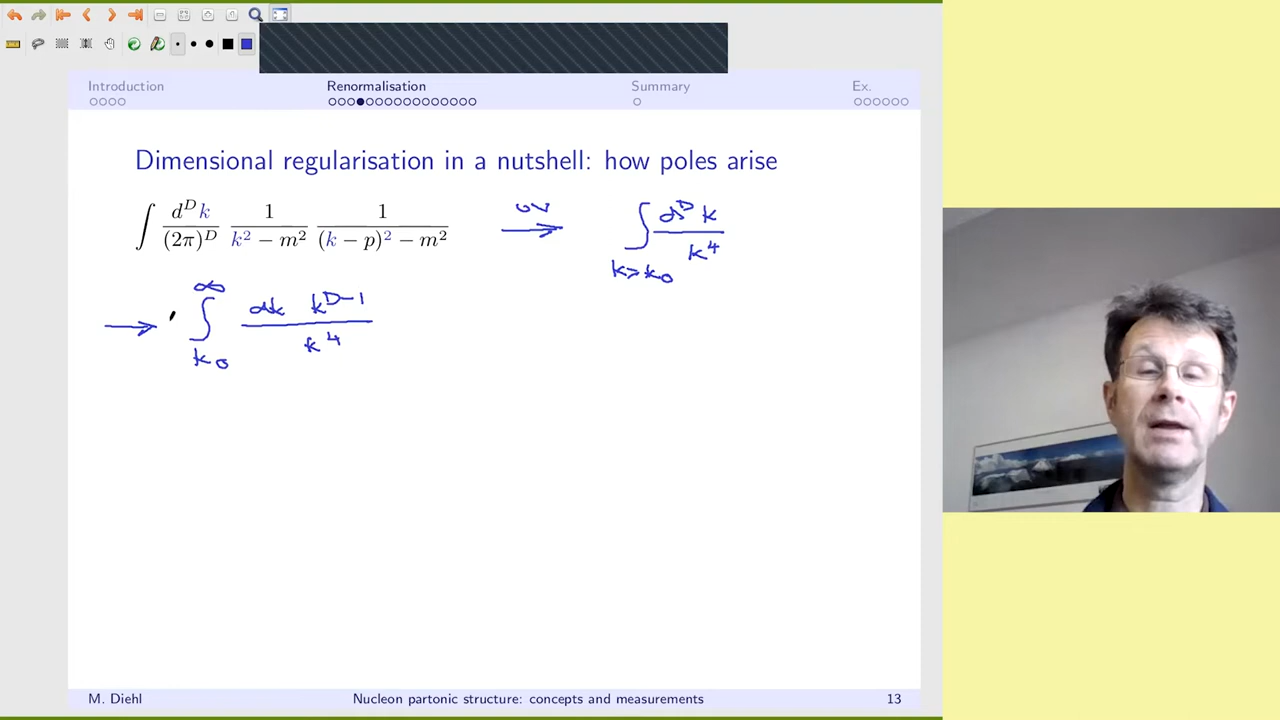 Introduction Renormalisation Summary Ex.
Dimensional regularisation in a nutshell: how poles arise
∫ d^D k / (2π)^D 1 / (k² − m²) 1 / ((k − p)² − m²) UV → ∫_{k>k₀} d^D k / k⁴
→ ∫_{k₀}^{∞} dk k^{D−1} / k⁴
M. Diehl Nucleon partonic structure: concepts and measurements 13